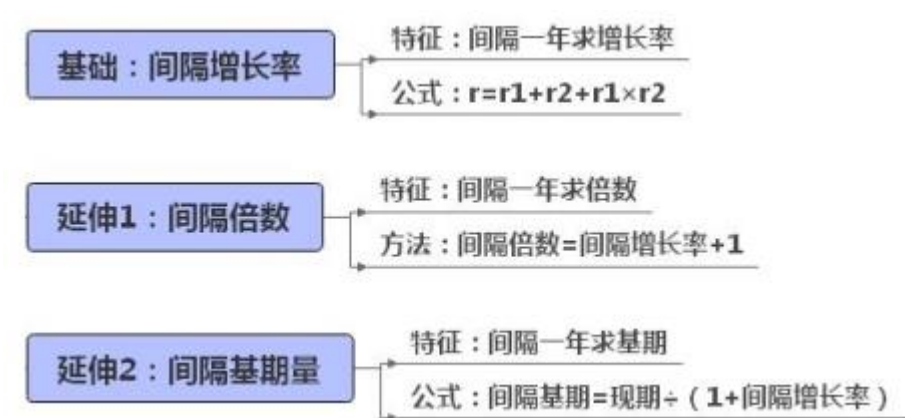 特征：间隔一年求增长率
基础：间隔增长率
公式：r=r1+r2+r1×r2
特征：间隔一年求倍数
延伸1：间隔倍数
方法：间隔倍数=间隔增长率+1
特征：间隔一年求基期
延伸2：间隔基期量
公式：间隔基期=现期÷（1+间隔增长率）